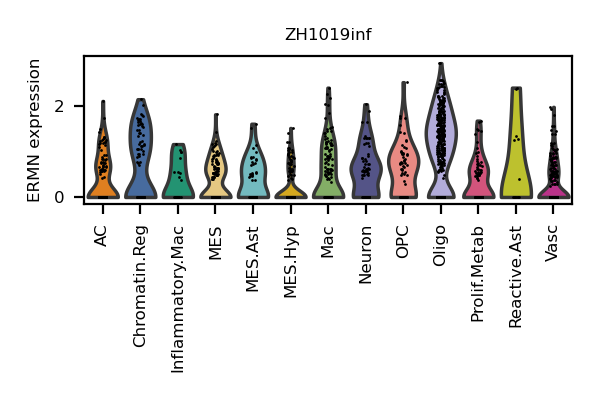 ZH1019inf
ERMN expression
2
0
AC
Chromatin.Reg
Inflammatory.Mac
MES
MES.Ast
MES.Hyp
Mac
Neuron
OPC
Oligo
Prolif.Metab
Reactive.Ast
Vasc